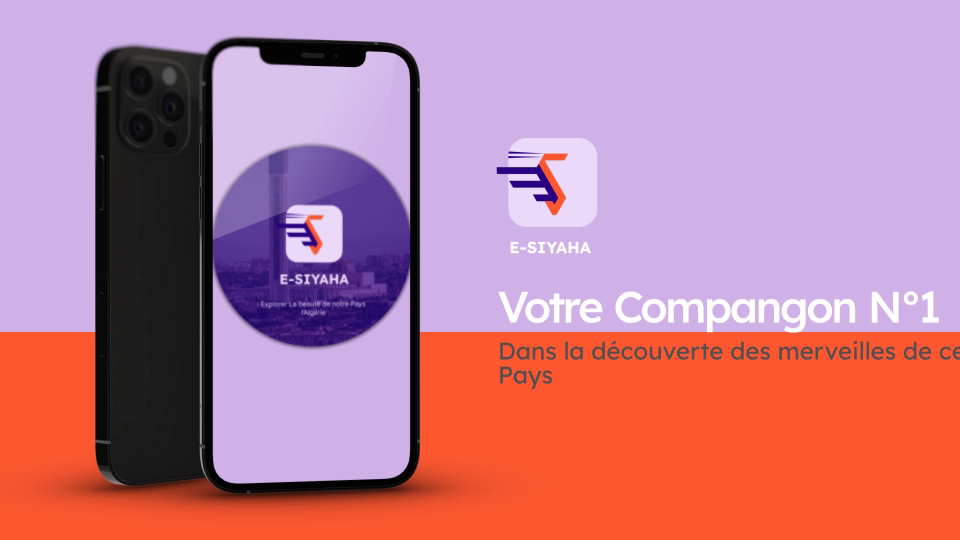 E-SIYAHA
Explorer La beauté de notre Pays
l'Algérie
E-SIYAHA
Votre Compangon N°1
Dans la découverte des merveilles de ce
Pays